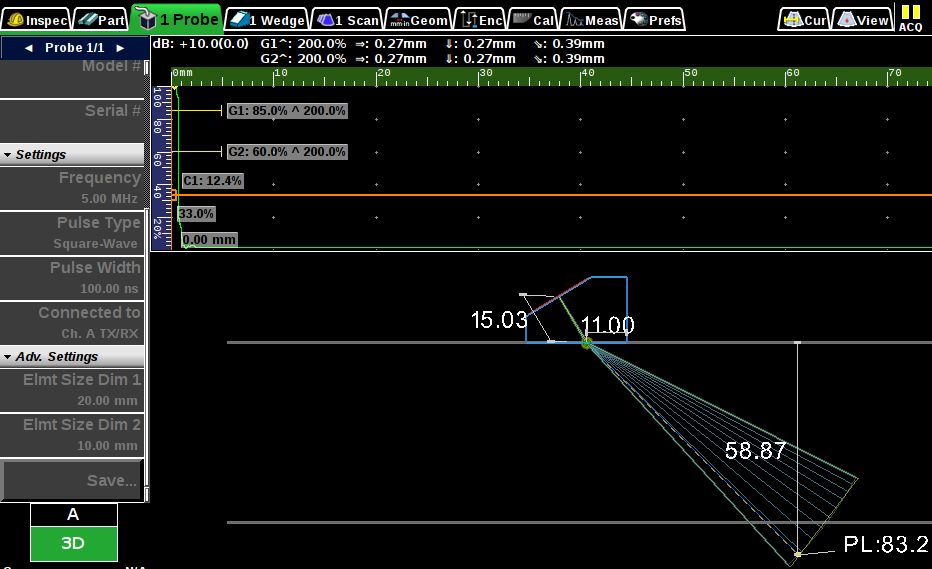 Inspec
Part
1 Probe
1 Wedge
1 Scan
Geom
Enc
Cal
Meas
Prefs
Cur
View
ACQ
Probe 1/1
dB: +10.0(0.0) G1^: 200.0% ⇒: 0.27mm ⇓: 0.27mm ⇘: 0.39mm
G2^: 200.0% ⇒: 0.27mm ⇓: 0.27mm ⇘: 0.39mm
Model #
Serial #
Settings
Frequency
5.00 MHz
Pulse Type
Square-Wave
Pulse Width
100.00 ns
Connected to
Ch. A TX/RX
Adv. Settings
Elmt Size Dim 1
20.00 mm
Elmt Size Dim 2
10.00 mm
Save...
A
3D
0mm 10 20 30 40 50 60 70
100
80
60
40
20%
G1: 85.0% ^ 200.0%
G2: 60.0% ^ 200.0%
C1: 12.4%
33.0%
0.00 mm
15.03
11.00
58.87
PL:83.2